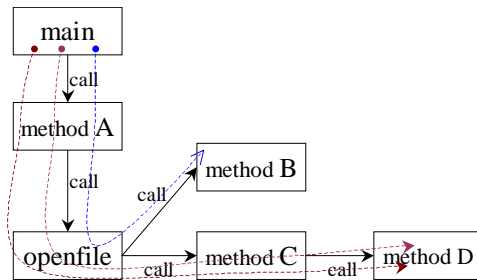 main
call
method A
call
method B
call
openfile
call
method C
call
method D